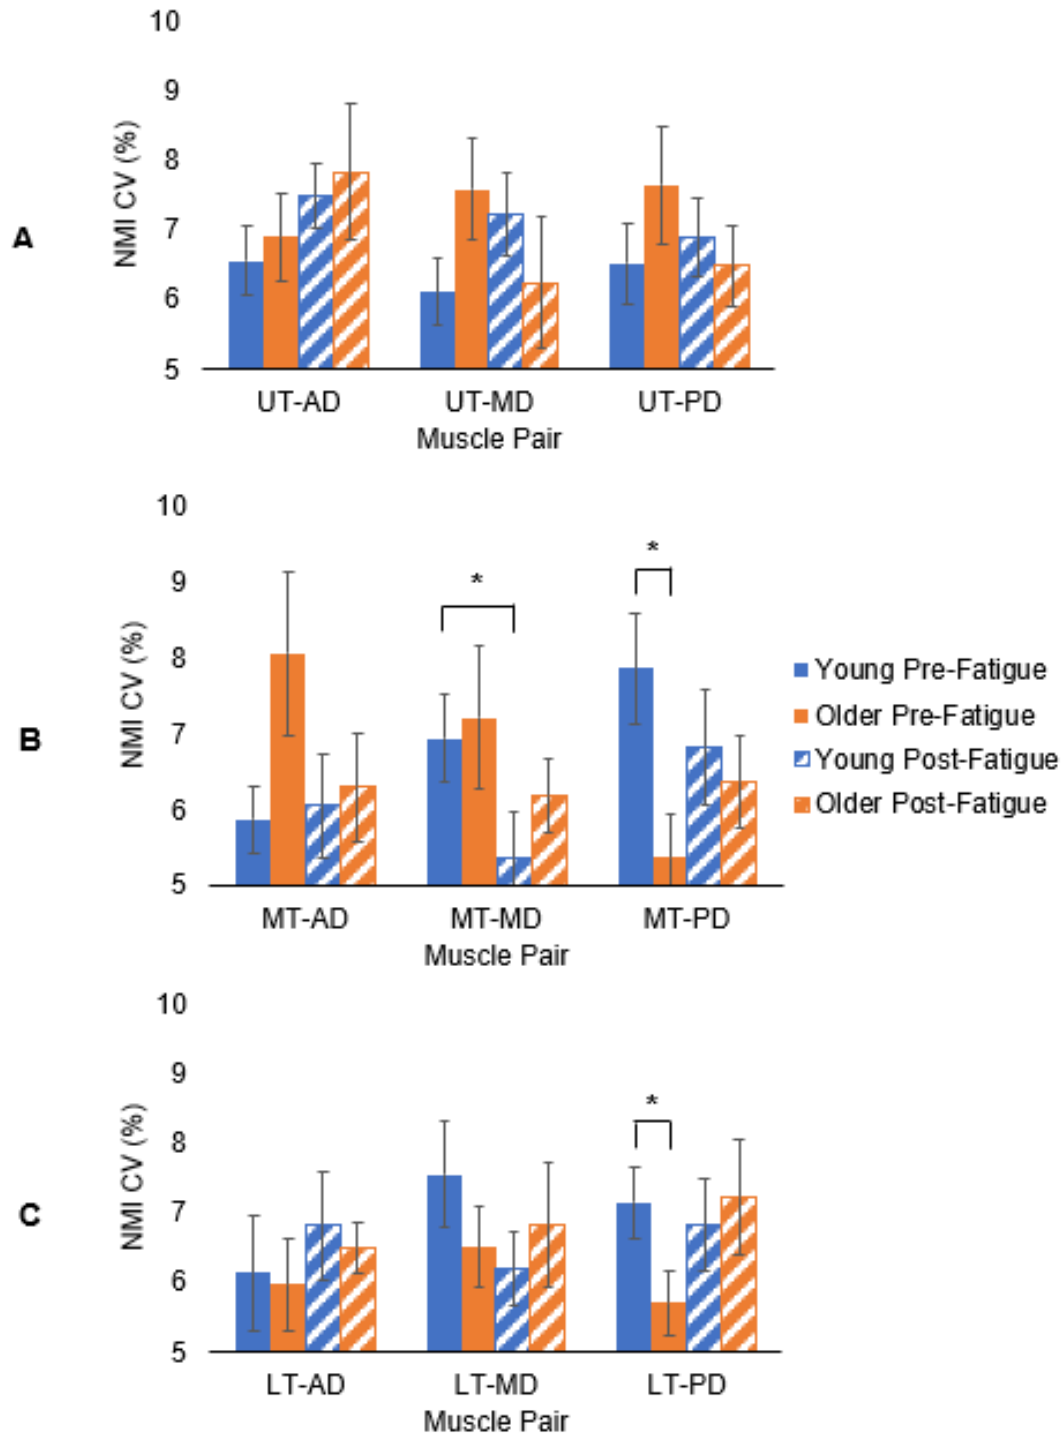 A
NMI CV (%)
10
9
8
7
6
5
UT-AD UT-MD UT-PD
Muscle Pair
B
NMI CV (%)
10
9
8
7
6
5
*
*
MT-AD MT-MD MT-PD
Muscle Pair
Young Pre-Fatigue
Older Pre-Fatigue
Young Post-Fatigue
Older Post-Fatigue
C
NMI CV (%)
10
9
8
7
6
5
*
LT-AD LT-MD LT-PD
Muscle Pair